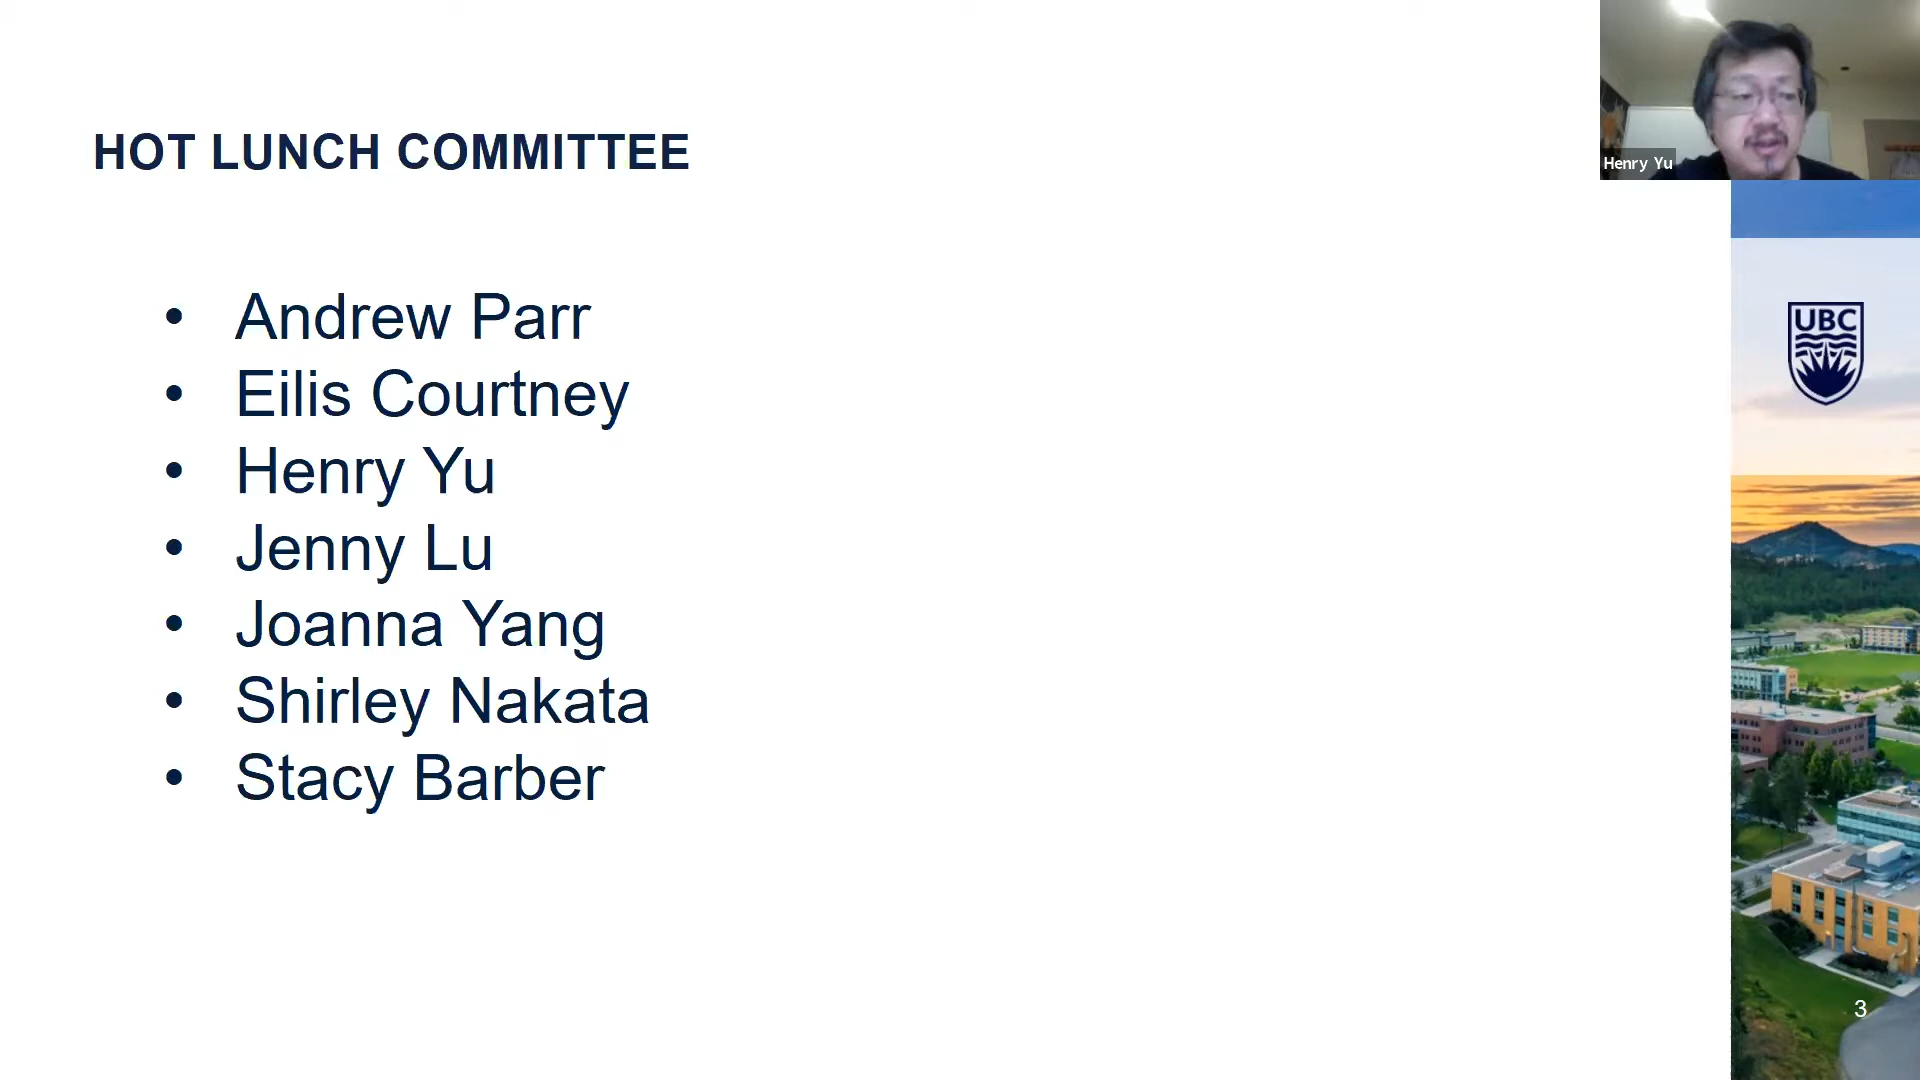 HOT LUNCH COMMITTEE
Henry Yu
• Andrew Parr
• Eilis Courtney
• Henry Yu
• Jenny Lu
• Joanna Yang
• Shirley Nakata
• Stacy Barber
UBC
3